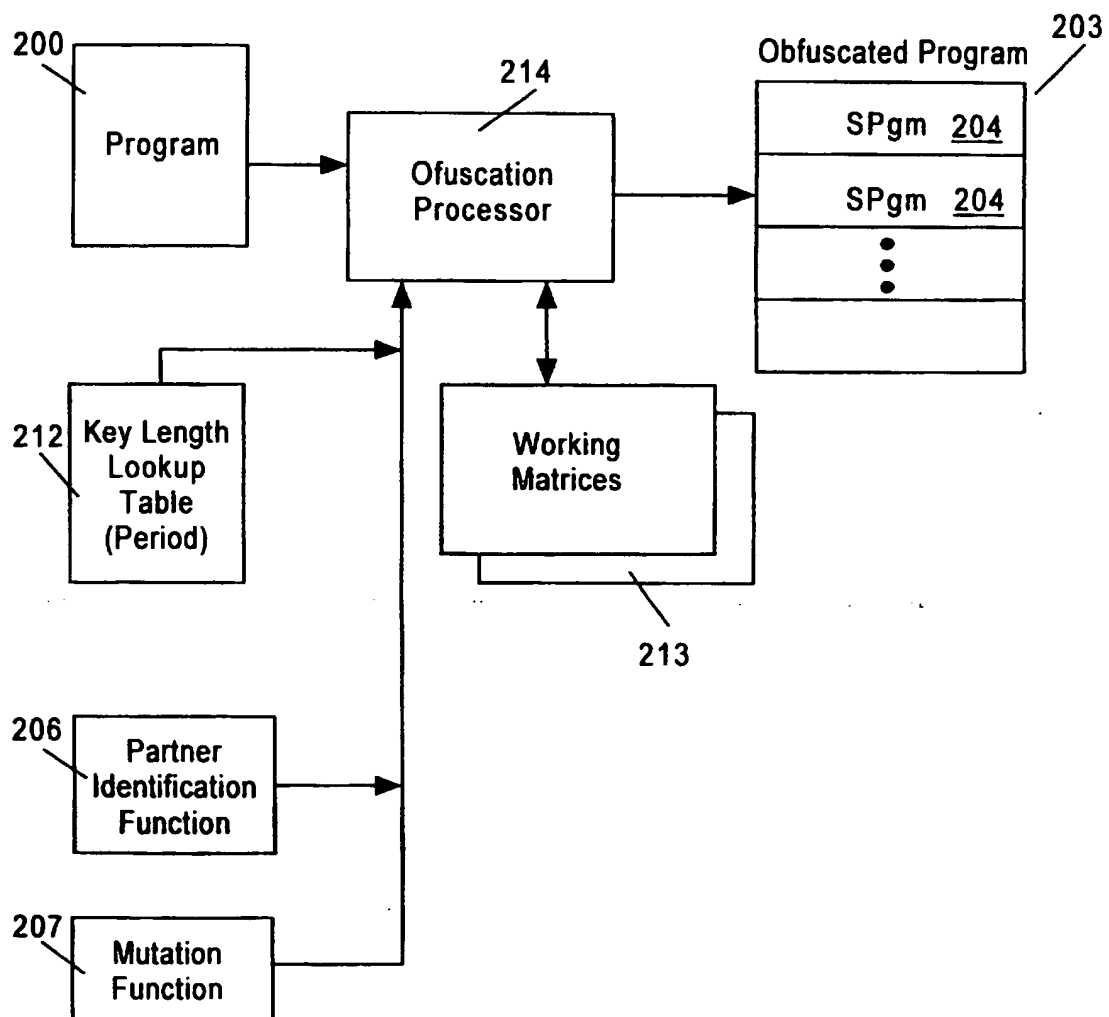 200
Program
214
Ofuscation
Processor
203
Obfuscated Program
SPgm 204
SPgm 204
212
Key Length
Lookup
Table
(Period)
Working
Matrices
213
206
Partner
Identification
Function
207
Mutation
Function